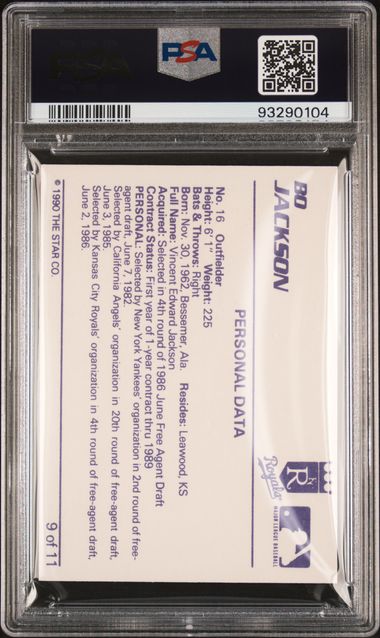 PSA
93290104
BO
JACKSON
PERSONAL DATA
Royals
MAJOR LEAGUE BASEBALL
No. 16 Outfielder
Height: 6' 1" Weight: 225
Bats & Throws: Right
Born: Nov. 30, 1962, Bessemer, Ala. Resides: Leawood, KS
Full Name: Vincent Edward Jackson
Acquired: Selected in 4th round of 1986 June Free Agent Draft
Contract Status: First year of 1-year contract thru 1989
PERSONAL: Selected by New York Yankees' organization in 2nd round of free-
agent draft, June 7, 1982.
Selected by California Angels' organization in 20th round of free-agent draft,
June 3, 1985.
Selected by Kansas City Royals' organization in 4th round of free-agent draft,
June 2, 1986.
© 1990 THE STAR CO.
9 of 11